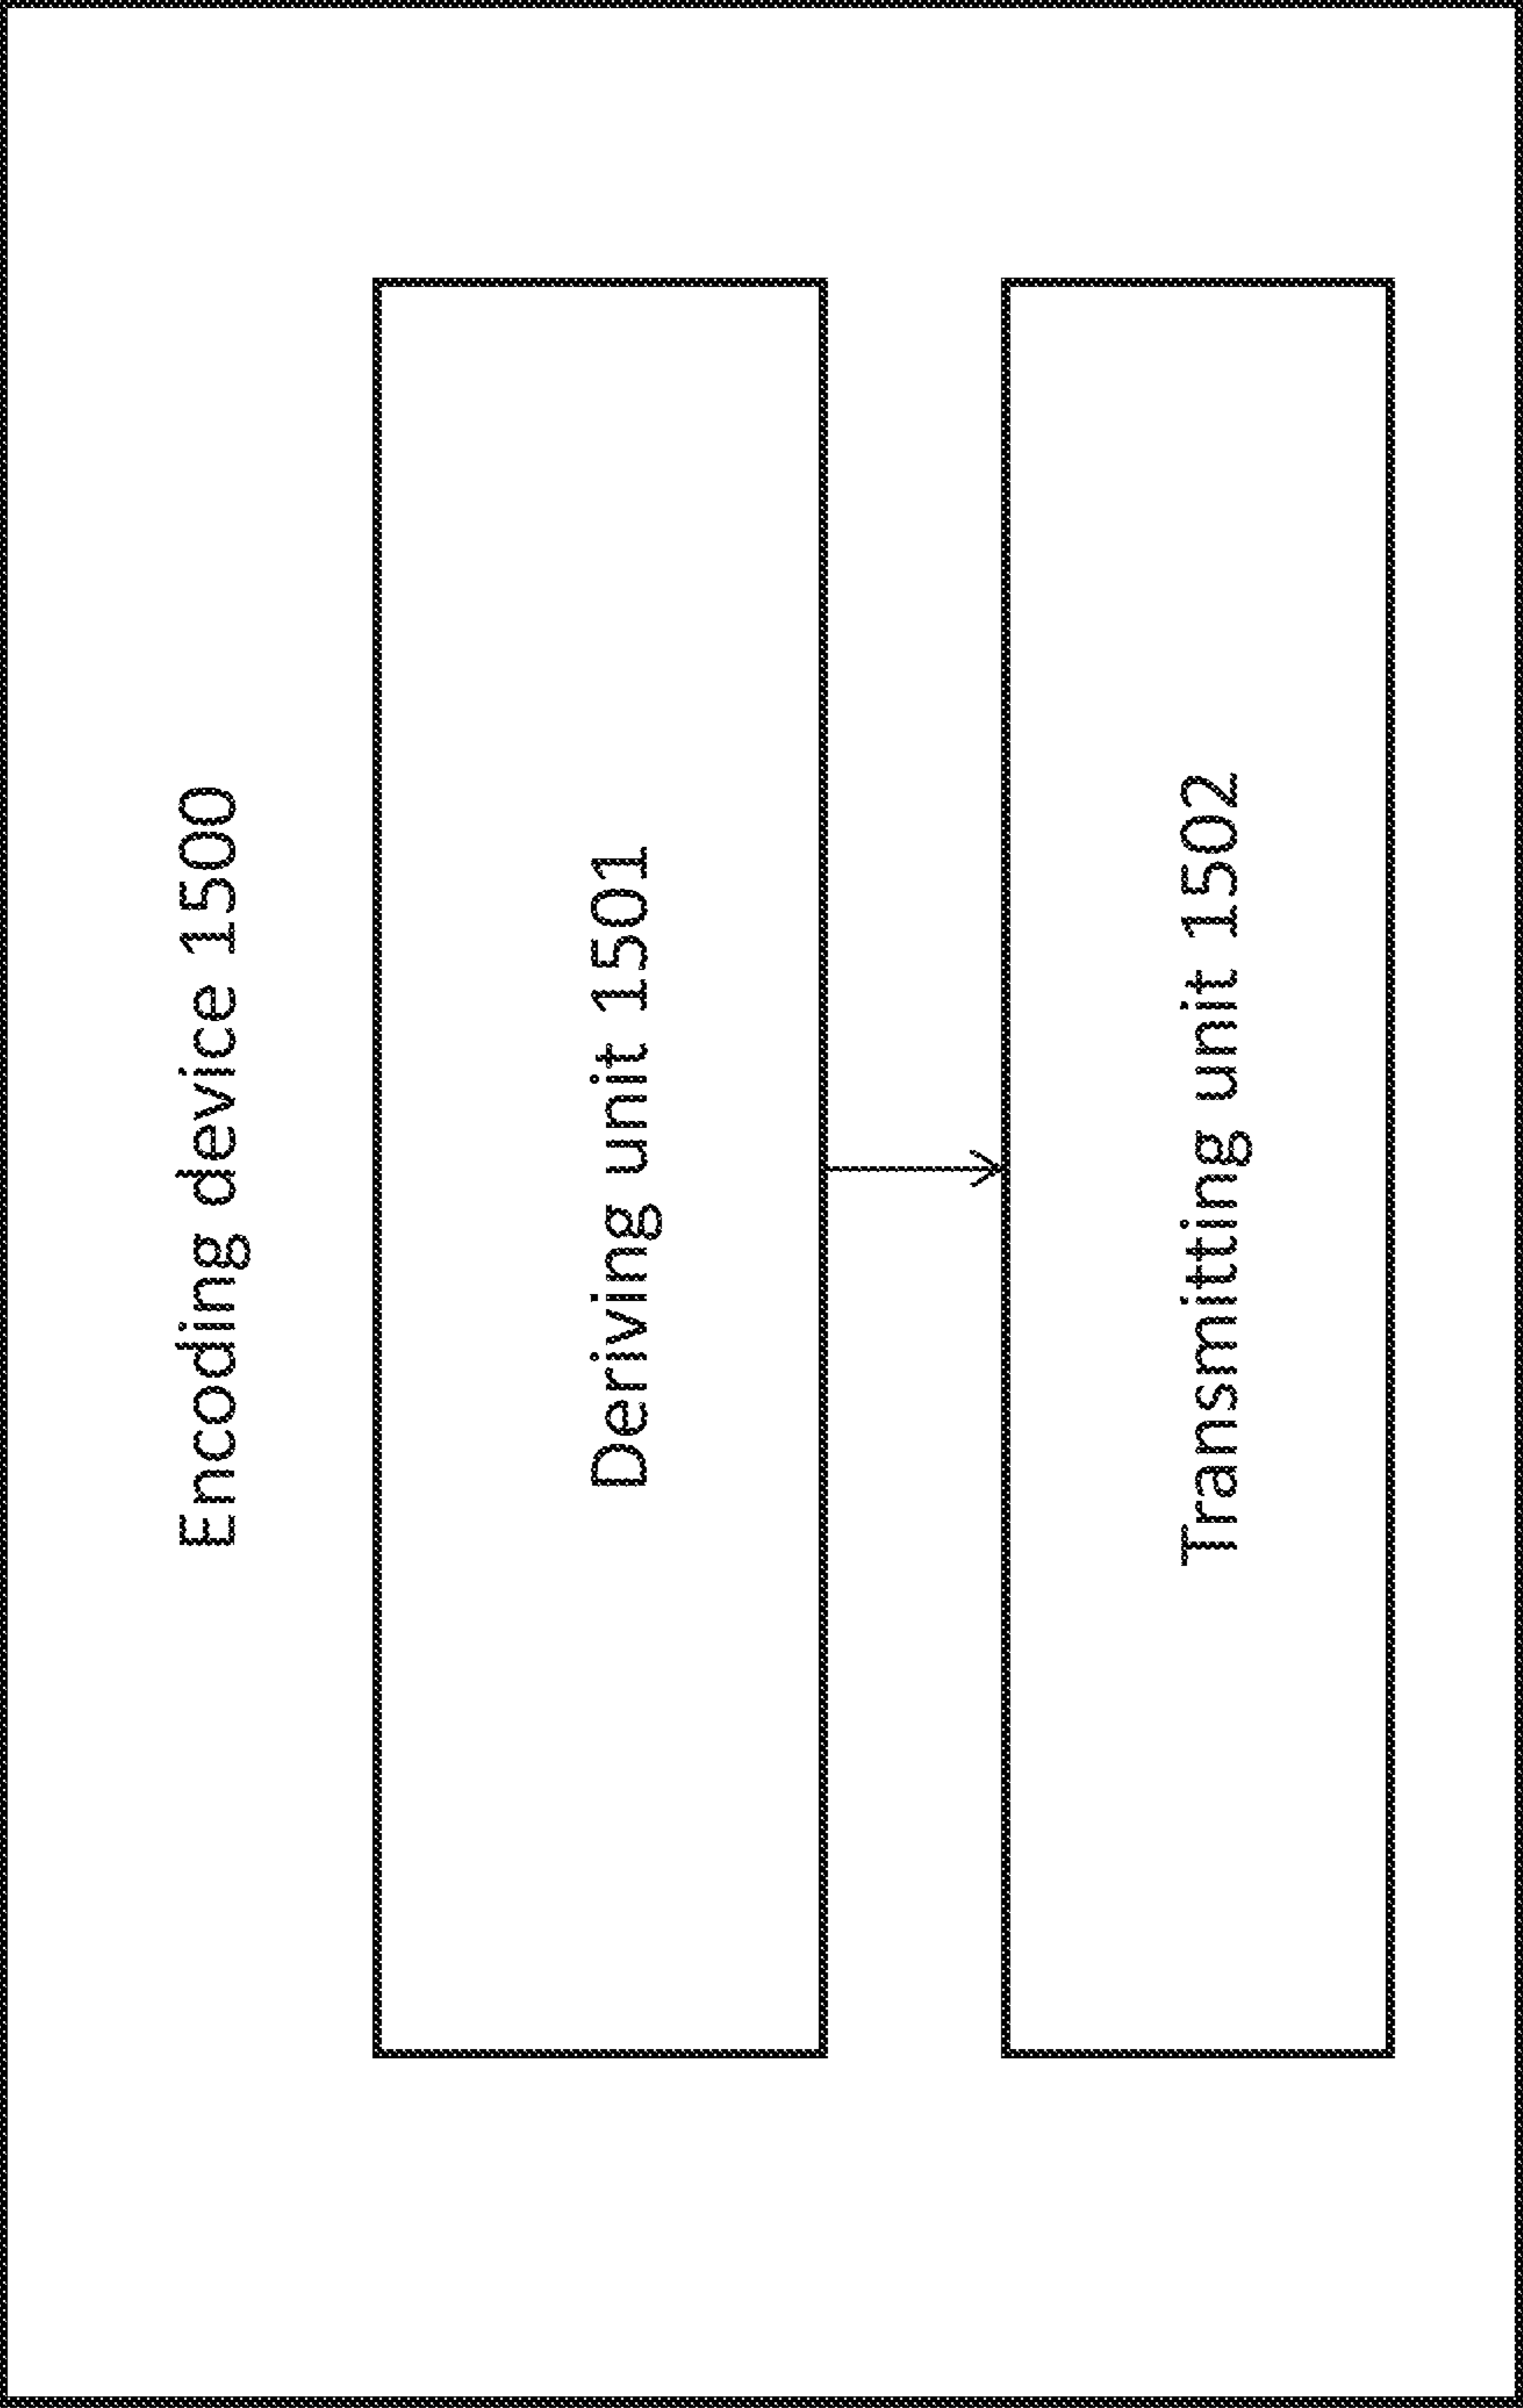 Encoding device 1500
Deriving unit 1501
Transmitting unit 1502